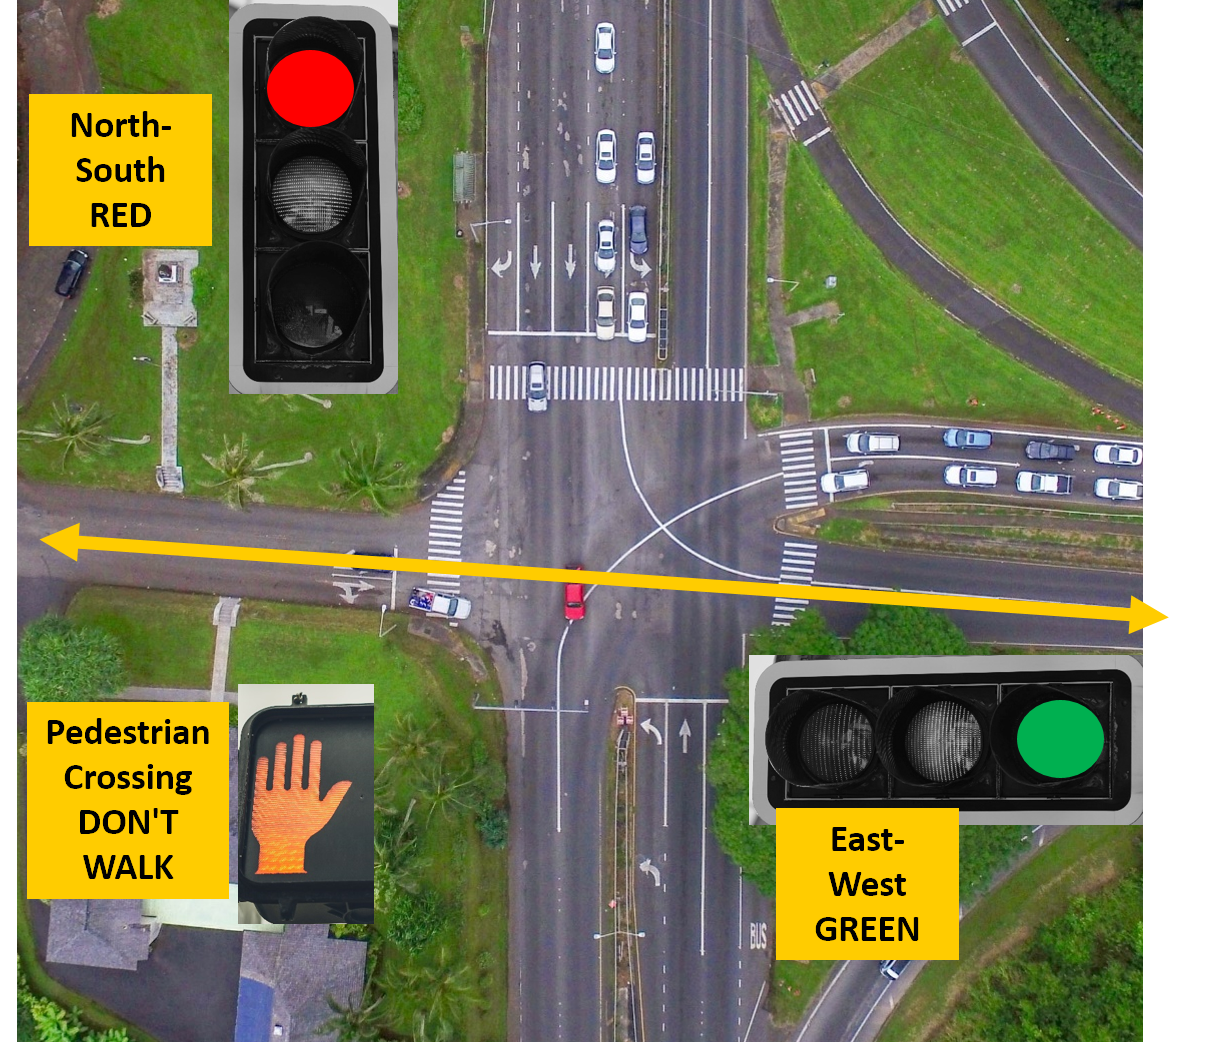 North-
South
RED
Pedestrian
Crossing
DON'T
WALK
East-
West
GREEN
BUS